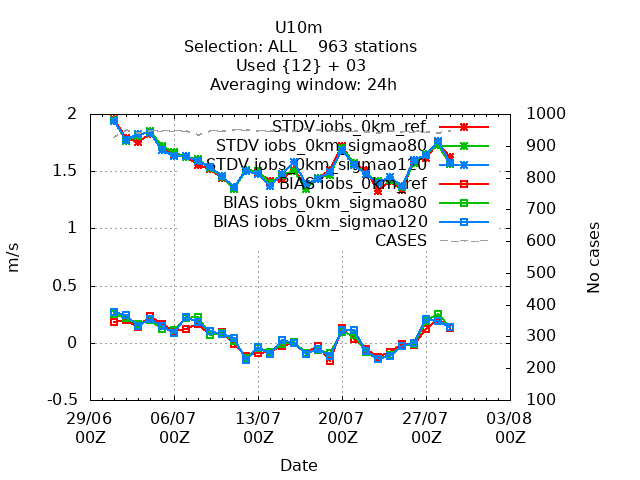 U10m
Selection: ALL 963 stations
Used {12} + 03
Averaging window: 24h
STDV iobs_0km_ref
STDV iobs_0km_sigmao80
STDV iobs_0km_sigmao120
BIAS iobs_0km_ref
BIAS iobs_0km_sigmao80
BIAS iobs_0km_sigmao120
CASES
2
1.5
1
0.5
0
-0.5
m/s
1000
900
800
700
600
500
400
300
200
100
No cases
29/06 06/07 13/07 20/07 27/07 03/08
00Z 00Z 00Z 00Z 00Z 00Z
Date